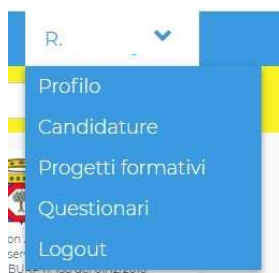 R.
Profilo
Candidature
Progetti formativi
Questionari
Logout